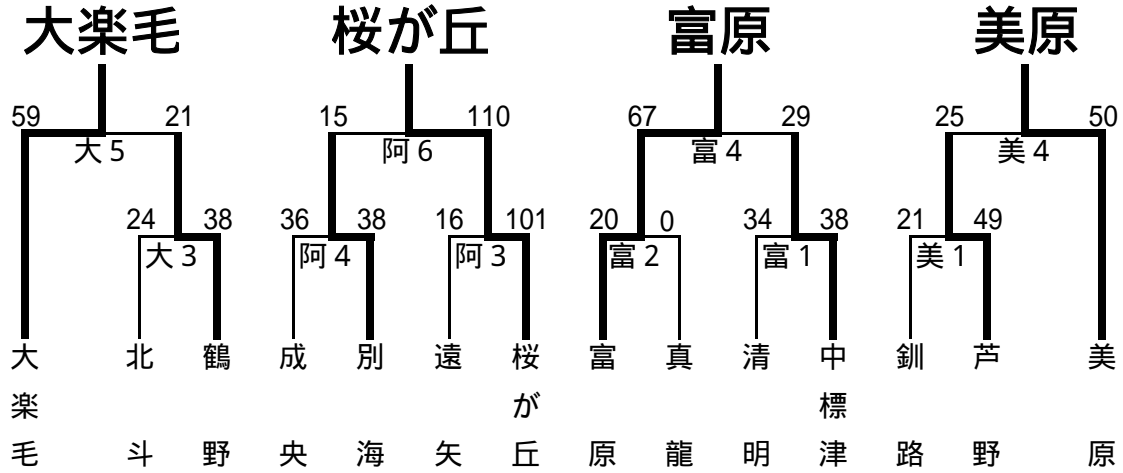 大楽毛 桜が丘 富原 美原
59 21 15 110 67 29 25 50
大5 阿6 富4 美4
24 38 36 38 16 101 20 0 34 38 21 49
大3 阿4 阿3 富2 富1 美1
大楽毛
北斗
鶴野
成央
別海
遠矢
桜が丘
富原
真龍
清明
中標津
釧路
芦野
美原